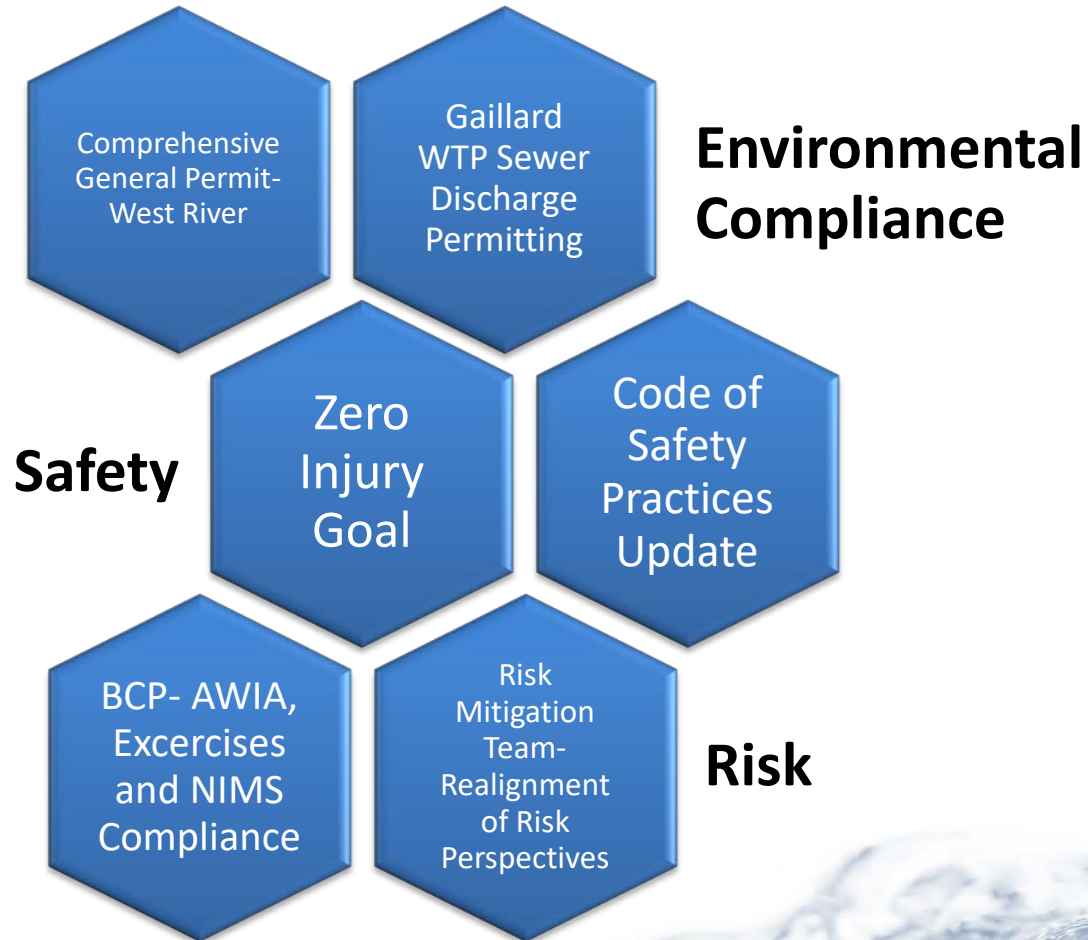 Comprehensive
General Permit-
West River
Gaillard
WTP Sewer
Discharge
Permitting
Environmental
Compliance
Safety
Zero
Injury
Goal
Code of
Safety
Practices
Update
BCP- AWIA,
Excercises
and NIMS
Compliance
Risk
Mitigation
Team-
Realignment
of Risk
Perspectives
Risk